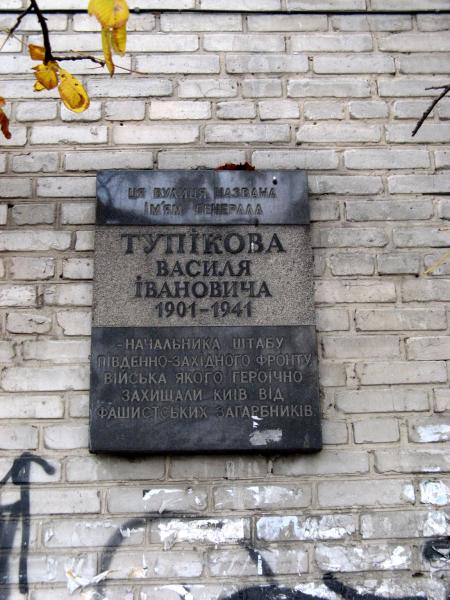 ЦЯ ВУЛИЦЯ НАЗВАНА
ІМ'ЯМ ГЕНЕРАЛА
ТУПІКОВА
ВАСИЛЯ
ІВАНОВИЧА
1901-1941
НАЧАЛЬНИКА ШТАБУ
ПІВДЕННО-ЗАХІДНОГО ФРОНТУ,
ВІЙСЬКА ЯКОГО ГЕРОЇЧНО
ЗАХИЩАЛИ КИЇВ ВІД
ФАШИСТСЬКИХ ЗАГАРБНИКІВ